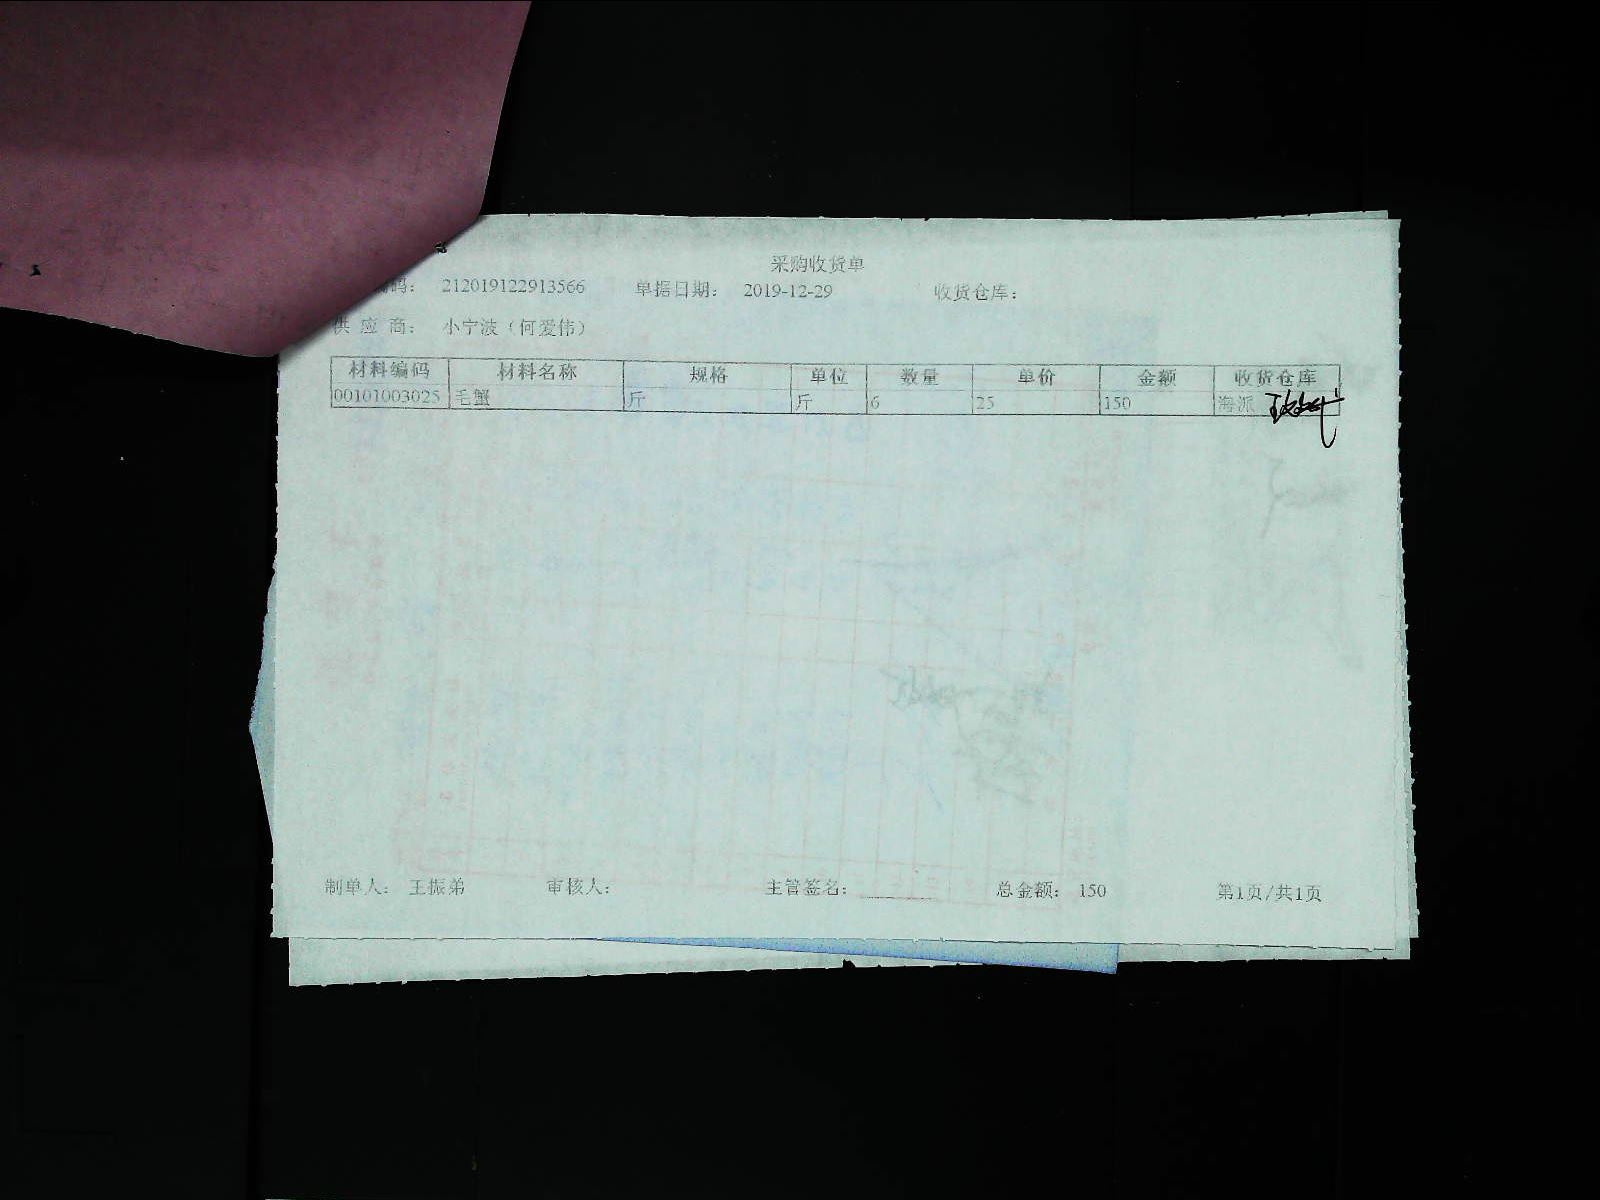 采购收货单
码： 212019122913566 单据日期： 2019-12-29 收货仓库：
供 应 商： 小宁波（何爱伟）
材料编码 材料名称 规格 单位 数量 单价 金额 收货仓库
00101003025 毛蟹 斤 斤 6 25 150 海派
制单人： 王振弟 审核人： 主管签名： 总金额： 150 第1页/共1页